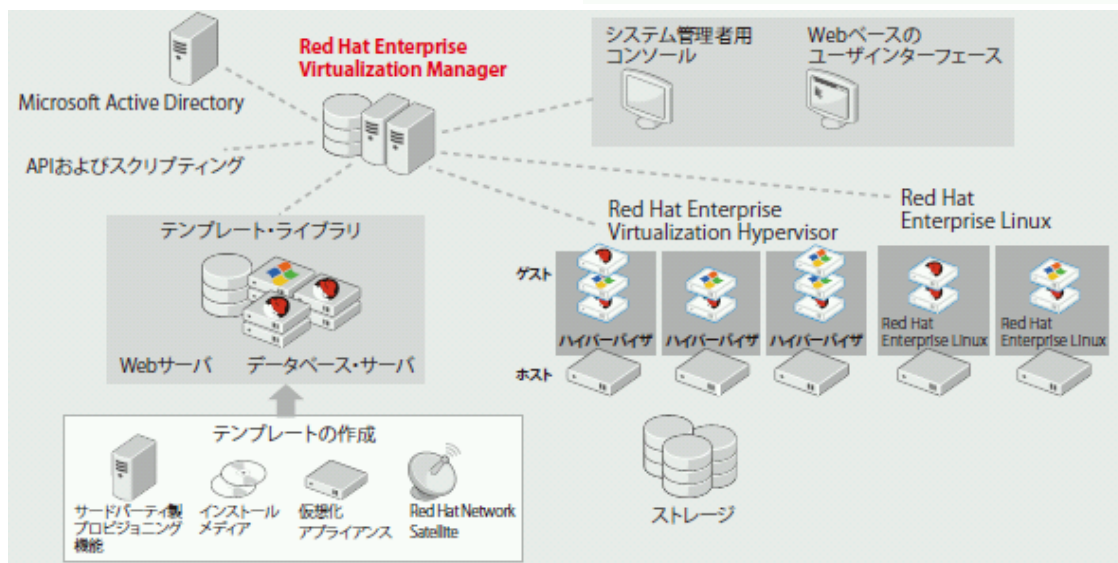 Red Hat Enterprise
Virtualization Manager
システム管理者用
コンソール
Webベースの
ユーザインターフェース
Microsoft Active Directory
APIおよびスクリプティング
テンプレート・ライブラリ
Webサーバ
データベース・サーバ
Red Hat Enterprise
Virtualization Hypervisor
Red Hat
Enterprise Linux
ゲスト
ハイパーバイザ
ハイパーバイザ
ハイパーバイザ
Red Hat
Enterprise Linux
Red Hat
Enterprise Linux
ホスト
テンプレートの作成
サードパーティ製
プロビジョニング
機能
インストール
メディア
仮想化
アプライアンス
Red Hat Network
Satellite
ストレージ